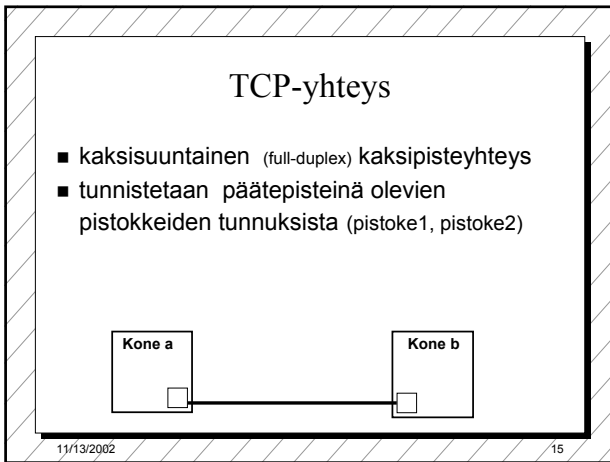 TCP-yhteys
■ kaksisuuntainen (full-duplex) kaksipisteyhteys
■ tunnistetaan päätepisteinä olevien
pistokkeiden tunnuksista (pistoke1, pistoke2)
Kone a
Kone b
11/13/2002
15